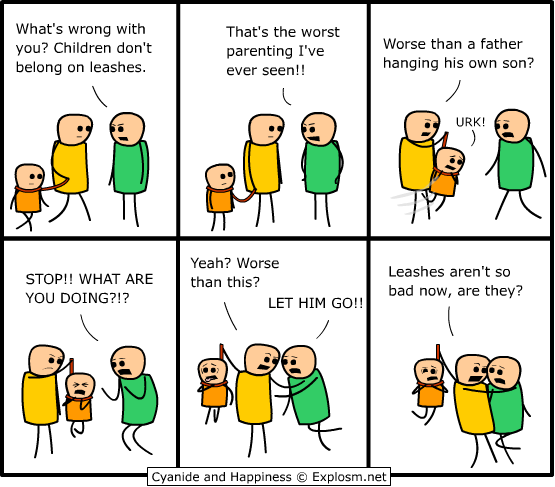 What's wrong with
you? Children don't
belong on leashes.
That's the worst
parenting I've
ever seen!!
Worse than a father
hanging his own son?
URK!
STOP!! WHAT ARE
YOU DOING?!?
Yeah? Worse
than this?
LET HIM GO!!
Leashes aren't so
bad now, are they?
Cyanide and Happiness © Explosm.net